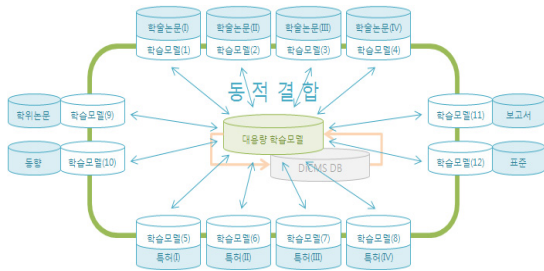 학술논문(I) 학술논문(II) 학술논문(III) 학술논문(IV)
학습모델(1) 학습모델(2) 학습모델(3) 학습모델(4)
동적결합
학위논문 학습모델(9) 학습모델(11) 보고서
대용량 학습모델
동향 학습모델(10) DICMS DB 학습모델(12) 표준
학습모델(5) 학습모델(6) 학습모델(7) 학습모델(8)
특허(I) 특허(II) 특허(III) 특허(IV)